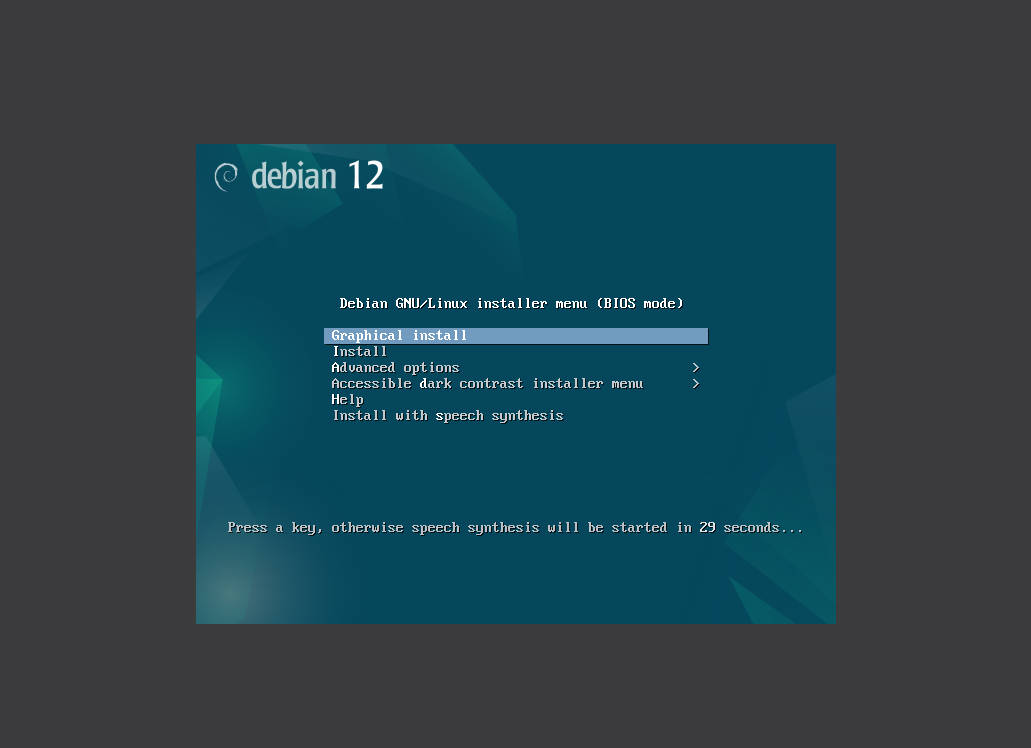 debian 12
Debian GNU/Linux installer menu (BIOS mode)
Graphical install
Install
Advanced options >
Accessible dark contrast installer menu >
Help
Install with speech synthesis
Press a key, otherwise speech synthesis will be started in 29 seconds...